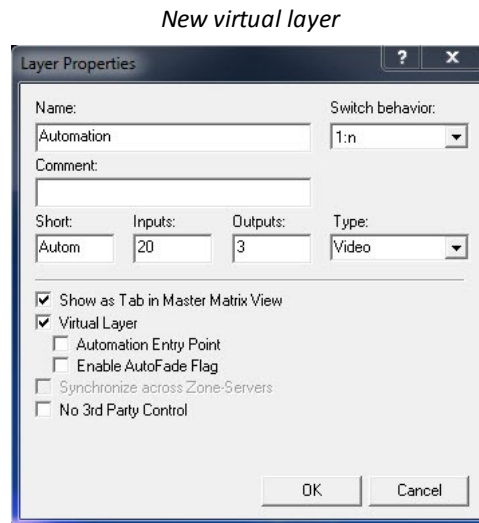 New virtual layer
Layer Properties
? x
Name: Switch behavior:
Automation 1:n
Comment:
Short: Inputs: Outputs: Type:
Autom 20 3 Video
Show as Tab in Master Matrix View
Virtual Layer
Automation Entry Point
Enable AutoFade Flag
Synchronize across Zone-Servers
No 3rd Party Control
OK Cancel